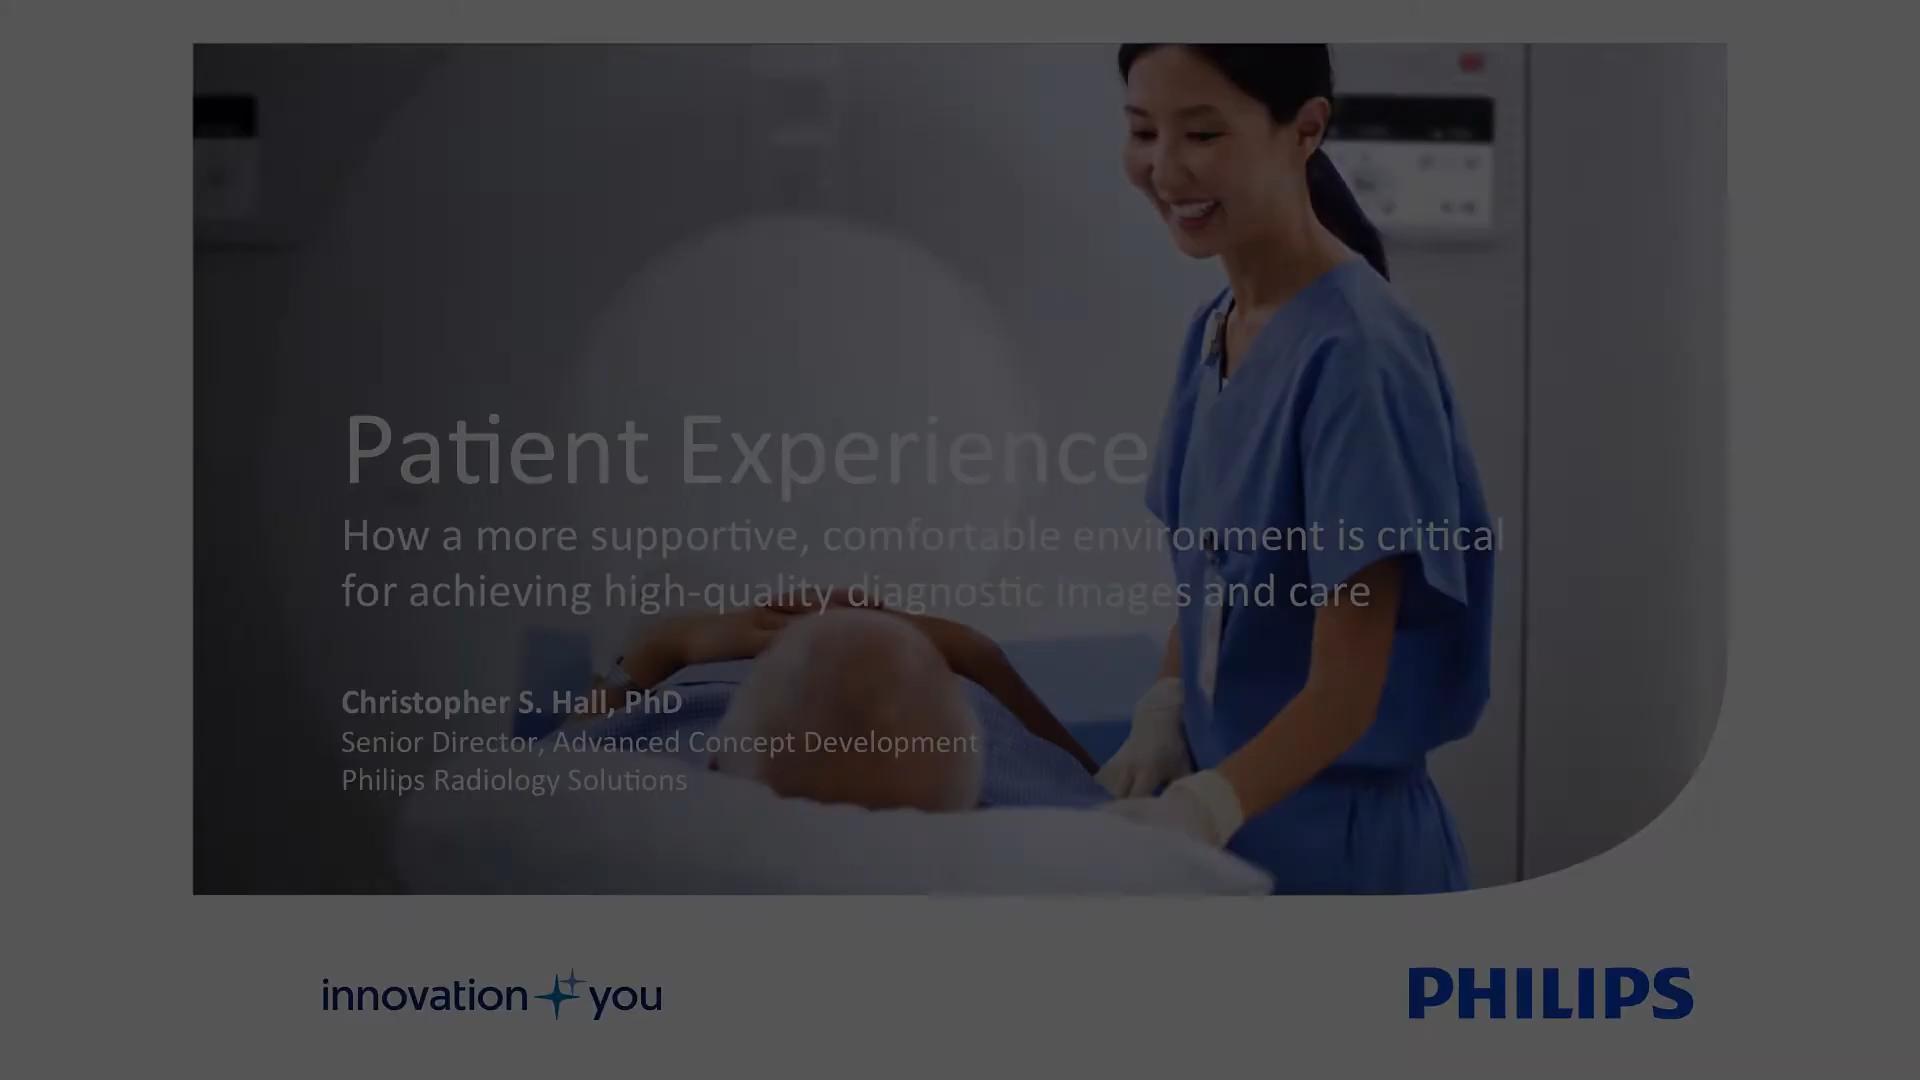 Patient Experience
How a more supportive, comfortable environment is critical
for achieving high-quality diagnostic images and care
Christopher S. Hall, PhD
Senior Director, Advanced Concept Development
Philips Radiology Solutions
innovation you
PHILIPS